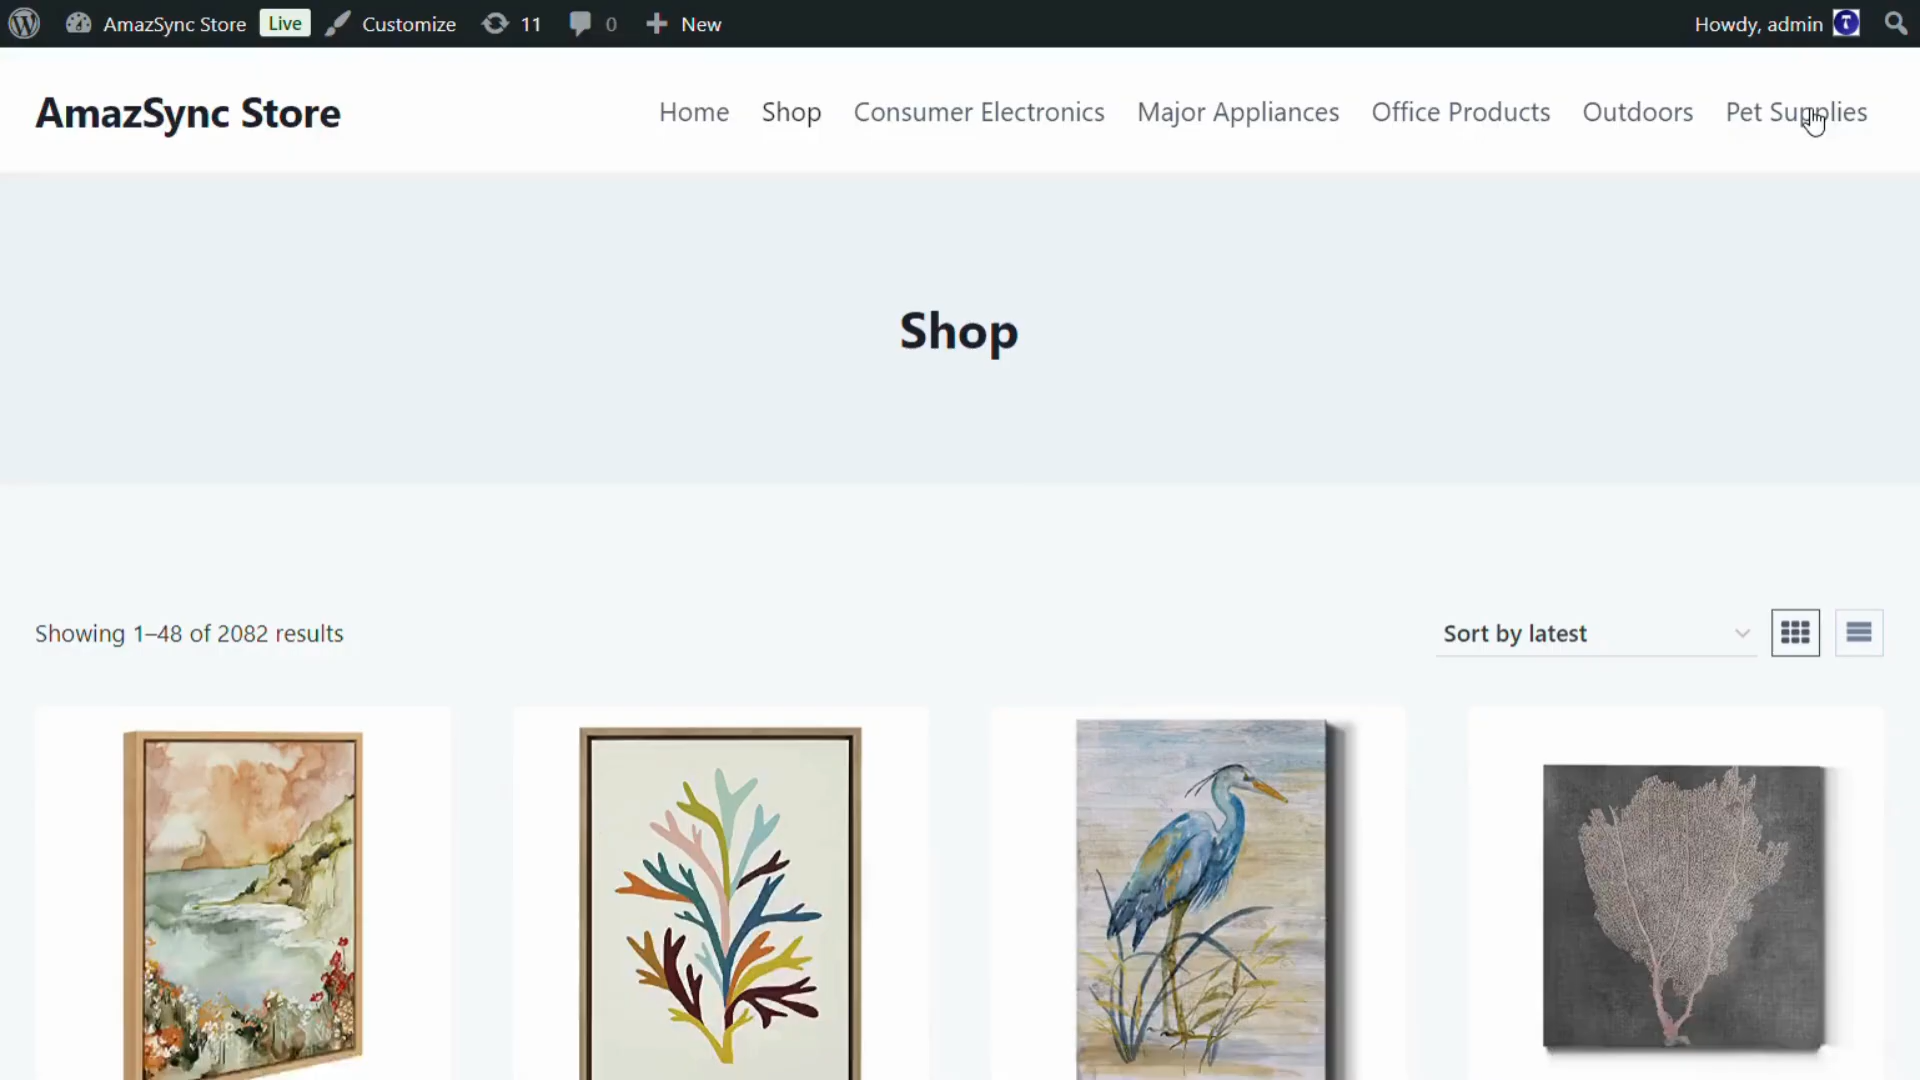 AmazSync Store Live Customize 11 0 New Howdy, admin
AmazSync Store Home Shop Consumer Electronics Major Appliances Office Products Outdoors Pet Supplies
Shop
Showing 1–48 of 2082 results Sort by latest